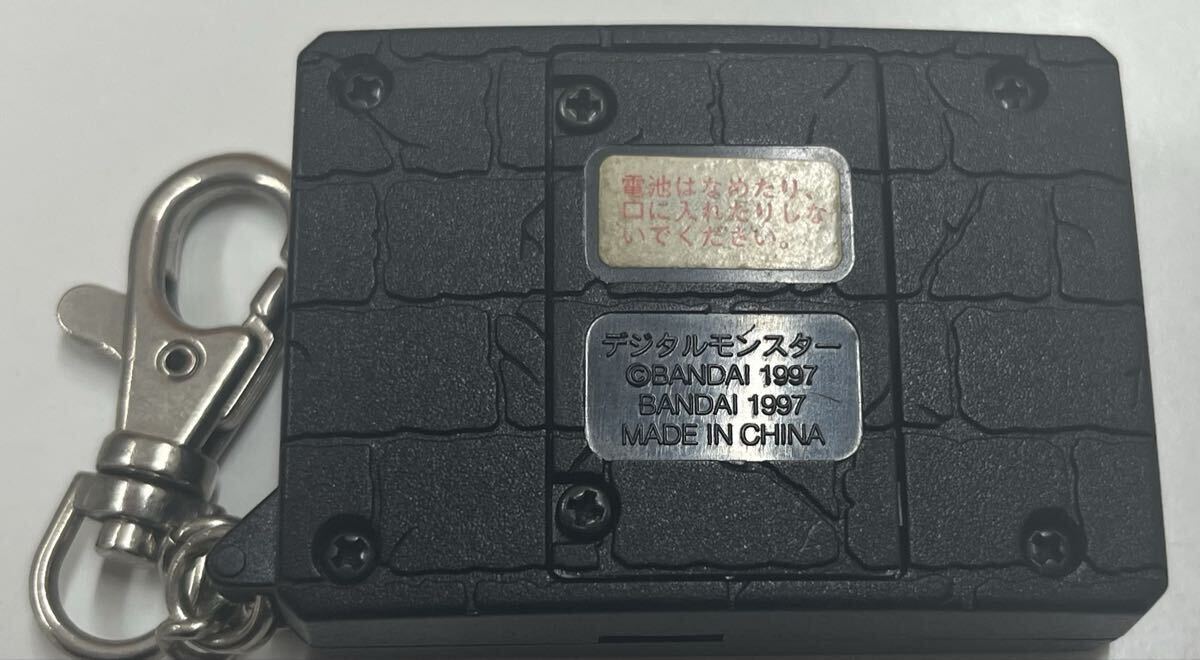 電池はなめたり、
口に入れたりしな
いでください。
デジタルモンスター
©BANDAI 1997
BANDAI 1997
MADE IN CHINA